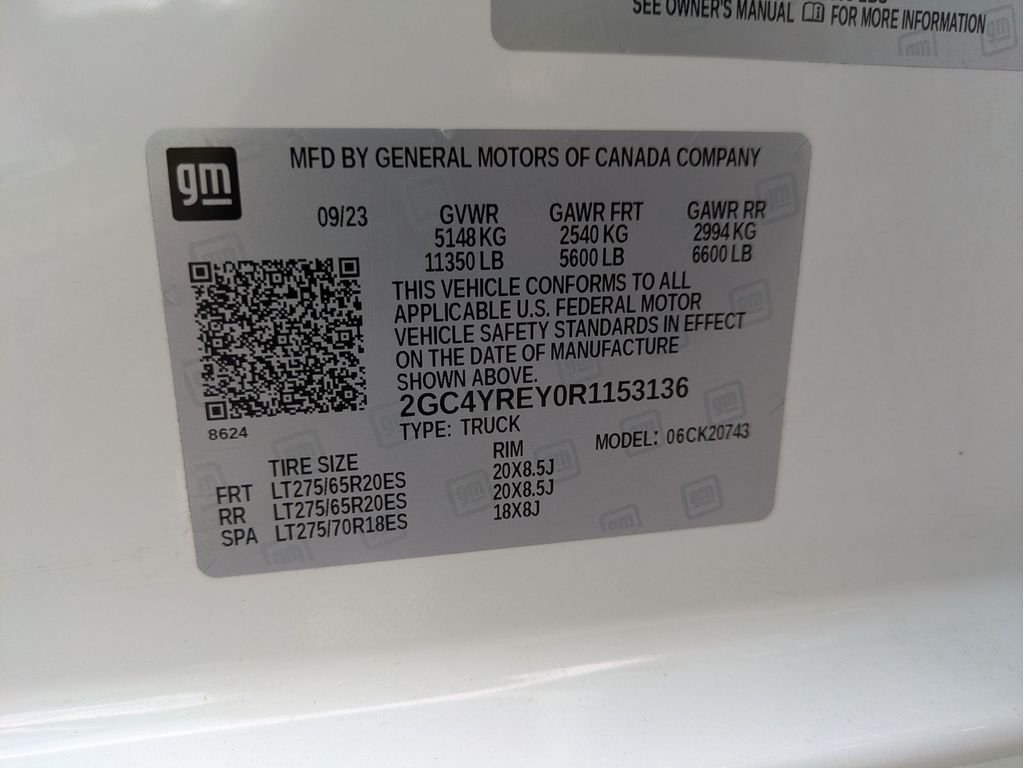 SEE OWNER'S MANUAL FOR MORE INFORMATION
gm
MFD BY GENERAL MOTORS OF CANADA COMPANY
09/23 GVWR GAWR FRT GAWR RR
5148 KG 2540 KG 2994 KG
11350 LB 5600 LB 6600 LB
THIS VEHICLE CONFORMS TO ALL
APPLICABLE U.S. FEDERAL MOTOR
VEHICLE SAFETY STANDARDS IN EFFECT
ON THE DATE OF MANUFACTURE
SHOWN ABOVE.
2GC4YREY0R1153136
8624
TYPE: TRUCK MODEL: 06CK20743
TIRE SIZE RIM
FRT LT275/65R20ES 20X8.5J
RR LT275/65R20ES 20X8.5J
SPA LT275/70R18ES 18X8J